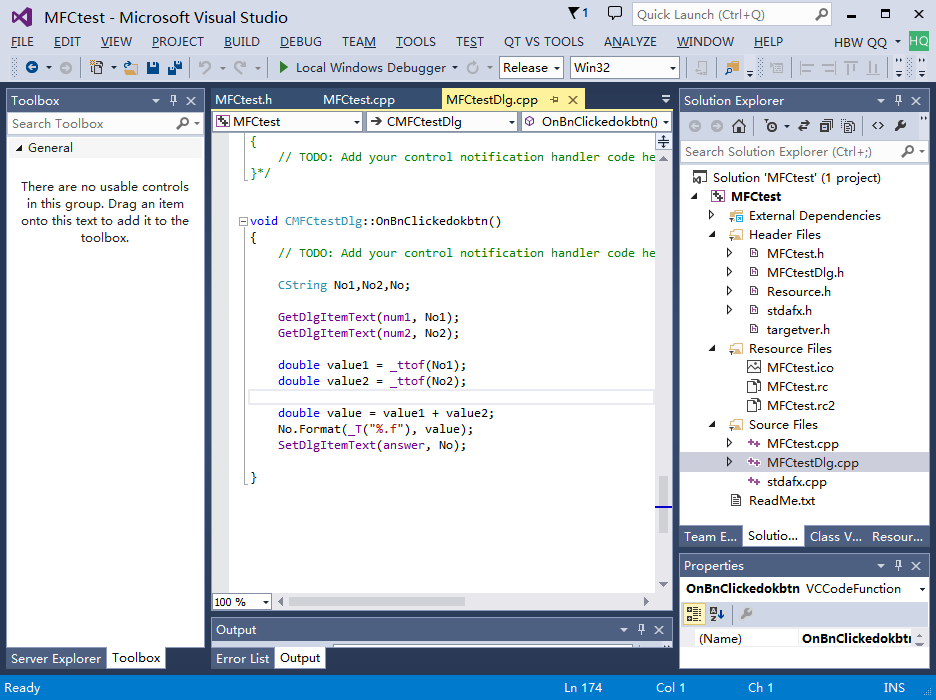 MFCtest - Microsoft Visual Studio
1
Quick Launch (Ctrl+Q)
FILE EDIT VIEW PROJECT BUILD DEBUG TEAM TOOLS TEST QT VS TOOLS ANALYZE WINDOW HELP HBW QQ HQ
Local Windows Debugger Release Win32
Toolbox
Search Toolbox
General
There are no usable controls
in this group. Drag an item
onto this text to add it to the
toolbox.
Server Explorer Toolbox
MFCtest.h MFCtest.cpp MFCtestDlg.cpp
MFCtest CMFCtestDlg OnBnClickedokbtn()
{
// TODO: Add your control notification handler code he
}*/
void CMFCtestDlg::OnBnClickedokbtn()
{
// TODO: Add your control notification handler code he
CString No1,No2,No;
GetDlgItemText(num1, No1);
GetDlgItemText(num2, No2);
double value1 = _ttof(No1);
double value2 = _ttof(No2);
double value = value1 + value2;
No.Format(_T("%.f"), value);
SetDlgItemText(answer, No);
}
100 %
Output
Error List Output
Solution Explorer
Search Solution Explorer (Ctrl+;)
Solution 'MFCtest' (1 project)
MFCtest
External Dependencies
Header Files
MFCtest.h
MFCtestDlg.h
Resource.h
stdafx.h
targetver.h
Resource Files
MFCtest.ico
MFCtest.rc
MFCtest.rc2
Source Files
MFCtest.cpp
MFCtestDlg.cpp
stdafx.cpp
ReadMe.txt
Team E... Solutio... Class V... Resour...
Properties
OnBnClickedokbtn VCCodeFunction
(Name) OnBnClickedokbtn
Ready Ln 174 Col 1 Ch 1 INS